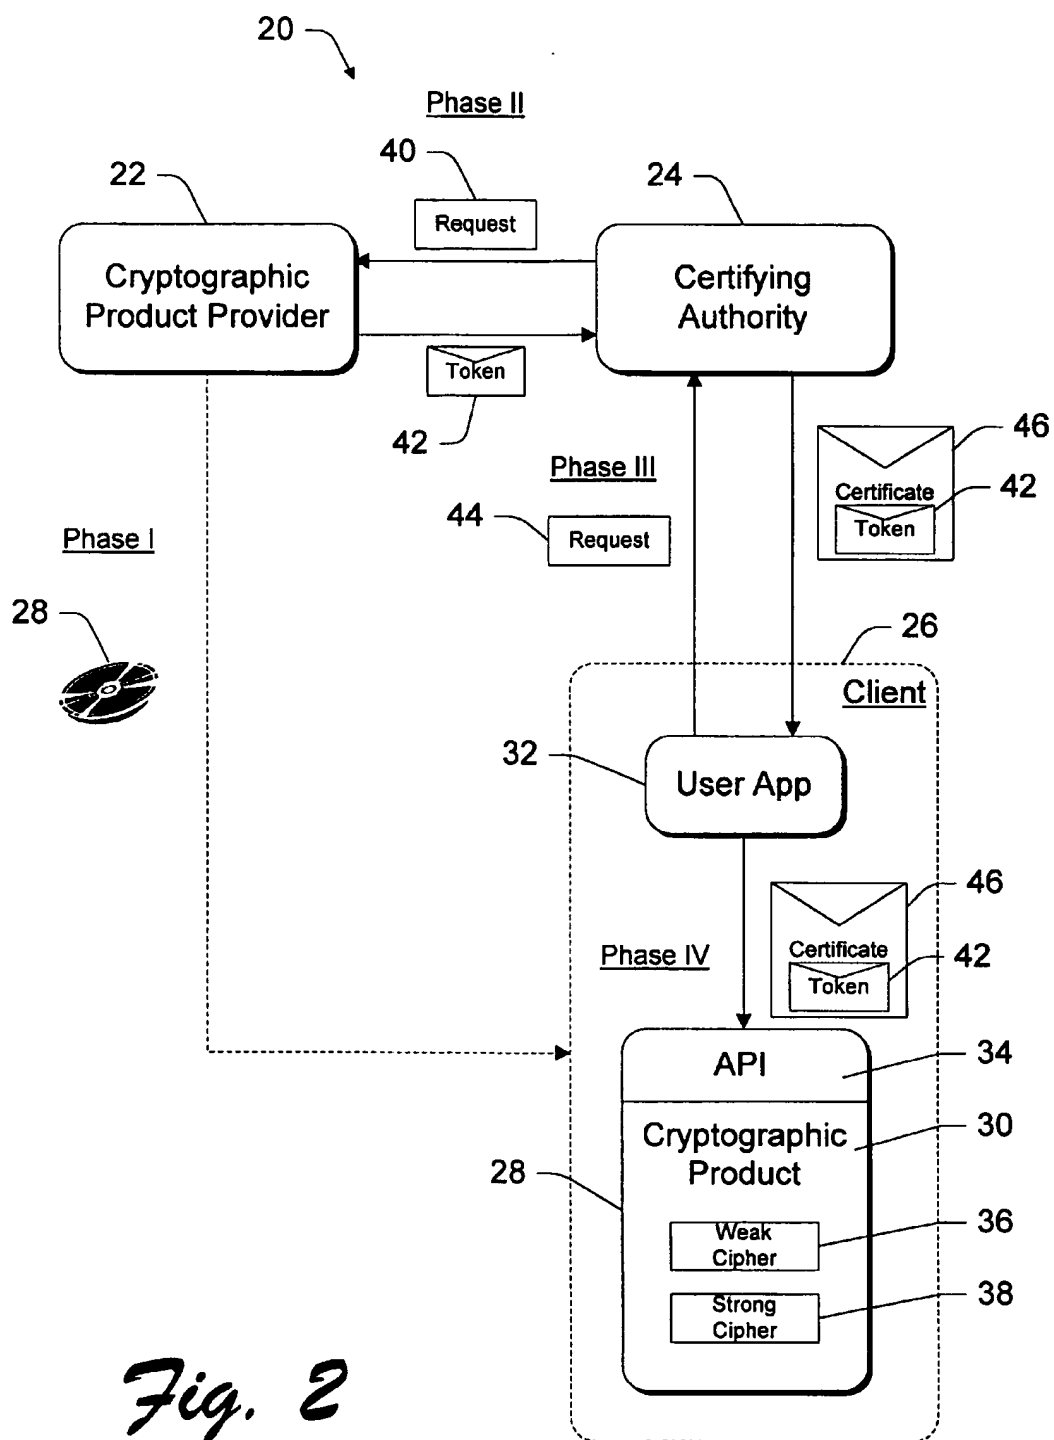 20
Phase II
40
22
24
Request
Cryptographic
Product Provider
Certifying
Authority
Token
42
46
Phase III
Certificate
42
Token
44
Request
Phase I
28
26
Client
32
User App
46
Phase IV
Certificate
42
Token
API
34
Cryptographic
Product
30
28
Weak
Cipher
36
Strong
Cipher
38
Fig. 2